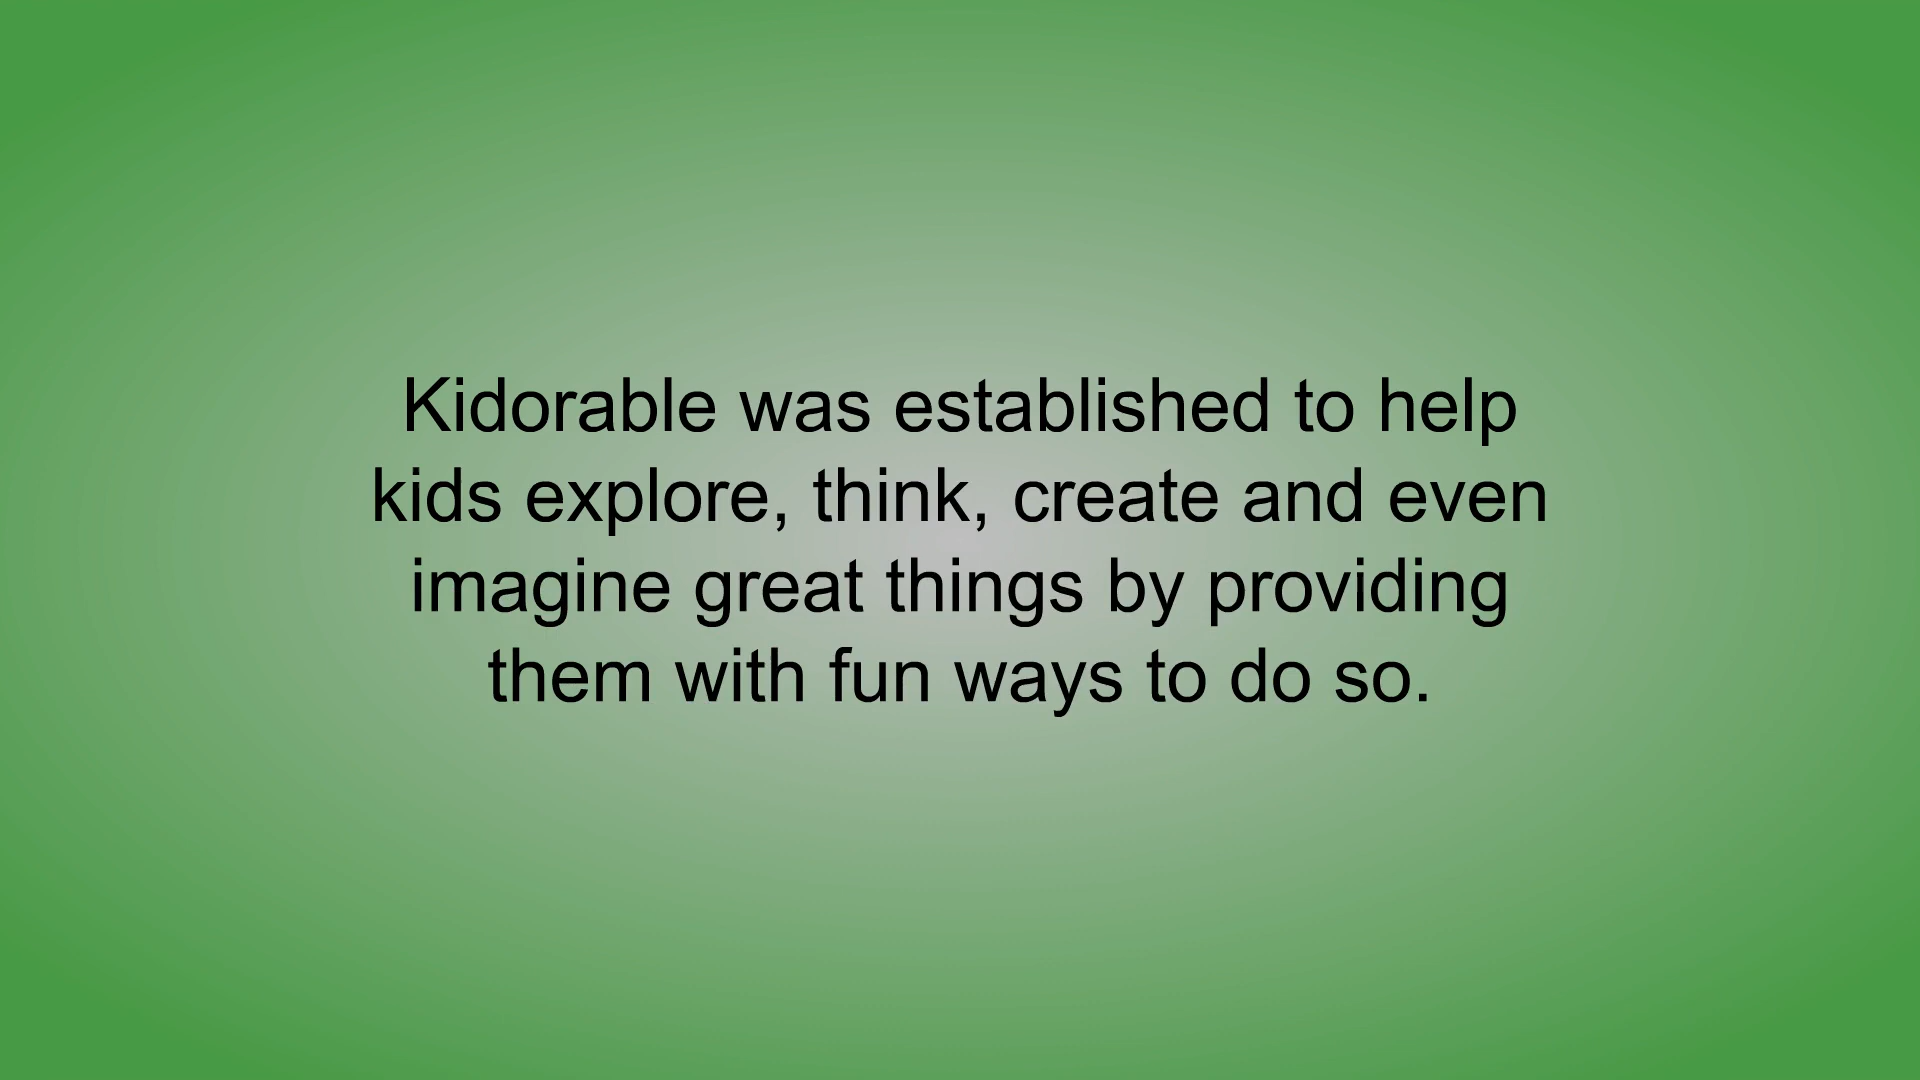 Kidorable was established to help
kids explore, think, create and even
imagine great things by providing
them with fun ways to do so.